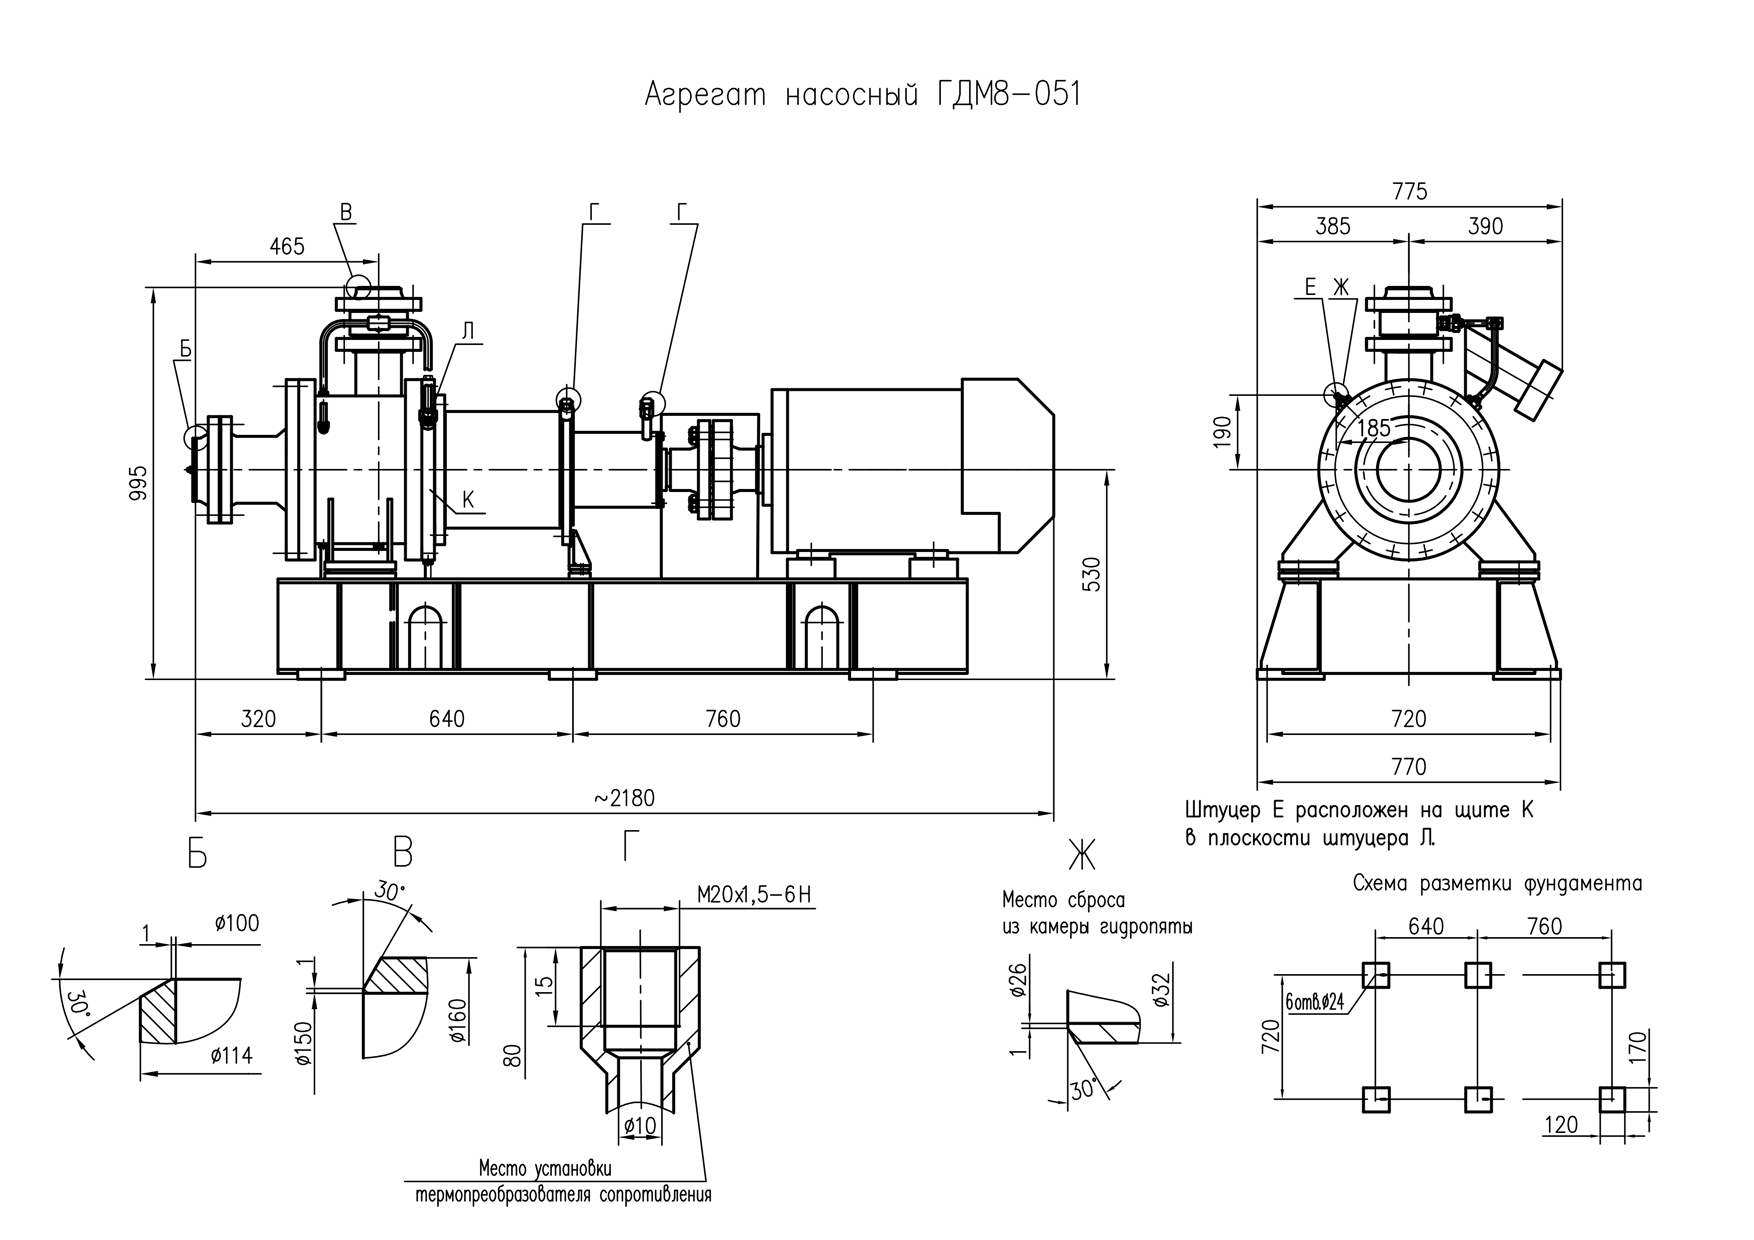 Агрегат насосный ГДМ8-051
В
Г
Г
465
Л
Б
995
К
530
320
640
760
~2180
775
385
390
Е
Ж
190
185
720
770
Штуцер Е расположен на щите К
в плоскости штуцера Л.
Б
1
ø100
30°
ø114
В
30°
1
ø150
ø160
Г
М20х1,5-6Н
15
80
ø10
Место установки
термопреобразователя сопротивления
Ж
Место сброса
из камеры гидропяты
ø26
ø32
1
30°
Схема разметки фундамента
640
760
6отв.ø24
720
170
120